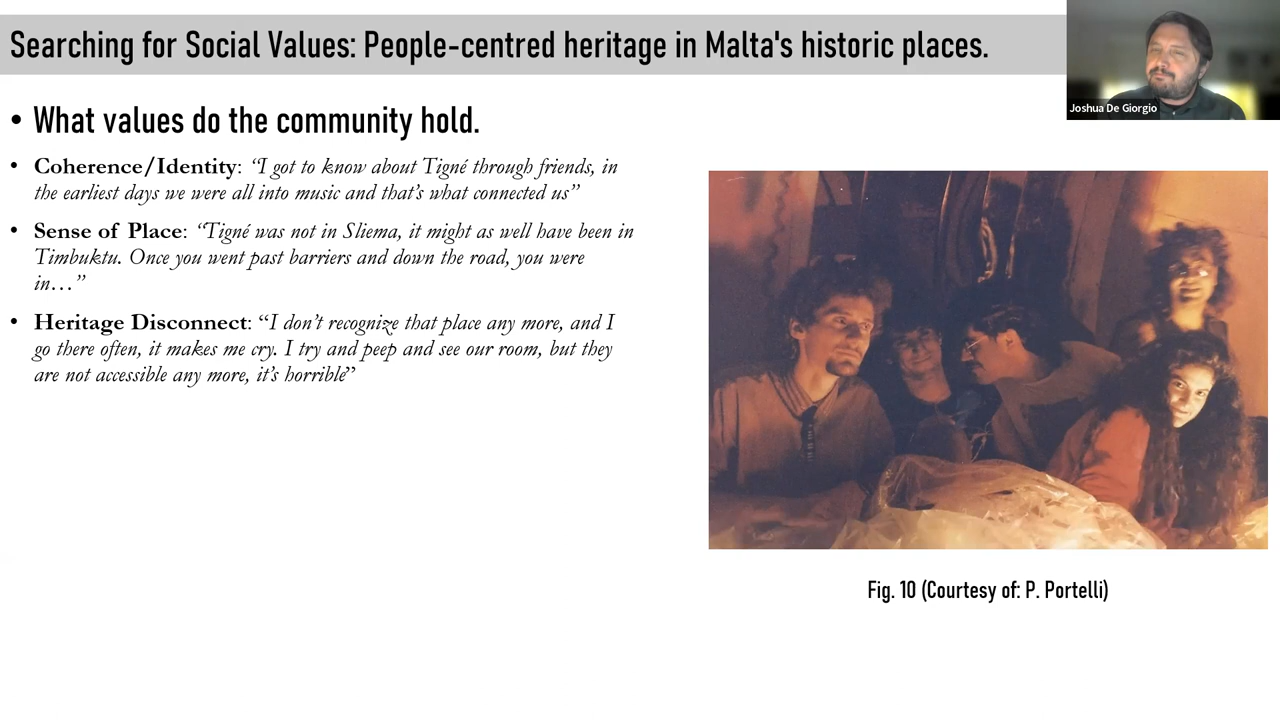 Searching for Social Values: People-centred heritage in Malta's historic places.
Joshua De Giorgio
• What values do the community hold.
• Coherence/Identity: “I got to know about Tigné through friends, in
the earliest days we were all into music and that’s what connected us”
• Sense of Place: “Tigné was not in Sliema, it might as well have been in
Timbuktu. Once you went past barriers and down the road, you were
in…”
• Heritage Disconnect: “I don’t recognize that place any more, and I
go there often, it makes me cry. I try and peep and see our room, but they
are not accessible any more, it’s horrible”
Fig. 10 (Courtesy of: P. Portelli)